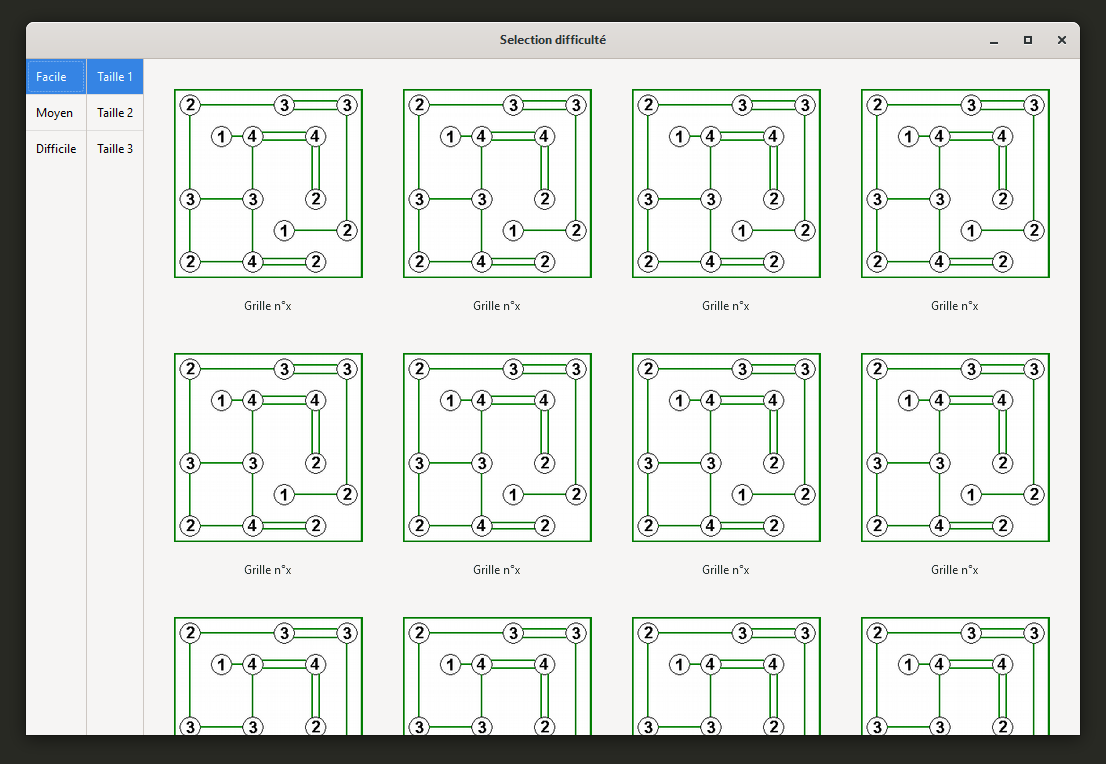 Selection difficulté
Facile Taille 1
Moyen Taille 2
Difficile Taille 3
2 3 3 2 3 3 2 3 3 2 3 3
1 4 4 1 4 4 1 4 4 1 4 4
3 3 2 3 3 2 3 3 2 3 3 2
1 2 1 2 1 2 1 2
2 4 2 2 4 2 2 4 2 2 4 2
Grille n°x Grille n°x Grille n°x Grille n°x
2 3 3 2 3 3 2 3 3 2 3 3
1 4 4 1 4 4 1 4 4 1 4 4
3 3 2 3 3 2 3 3 2 3 3 2
1 2 1 2 1 2 1 2
2 4 2 2 4 2 2 4 2 2 4 2
Grille n°x Grille n°x Grille n°x Grille n°x
2 3 3 2 3 3 2 3 3 2 3 3
1 4 4 1 4 4 1 4 4 1 4 4
3 3 2 3 3 2 3 3 2 3 3 2